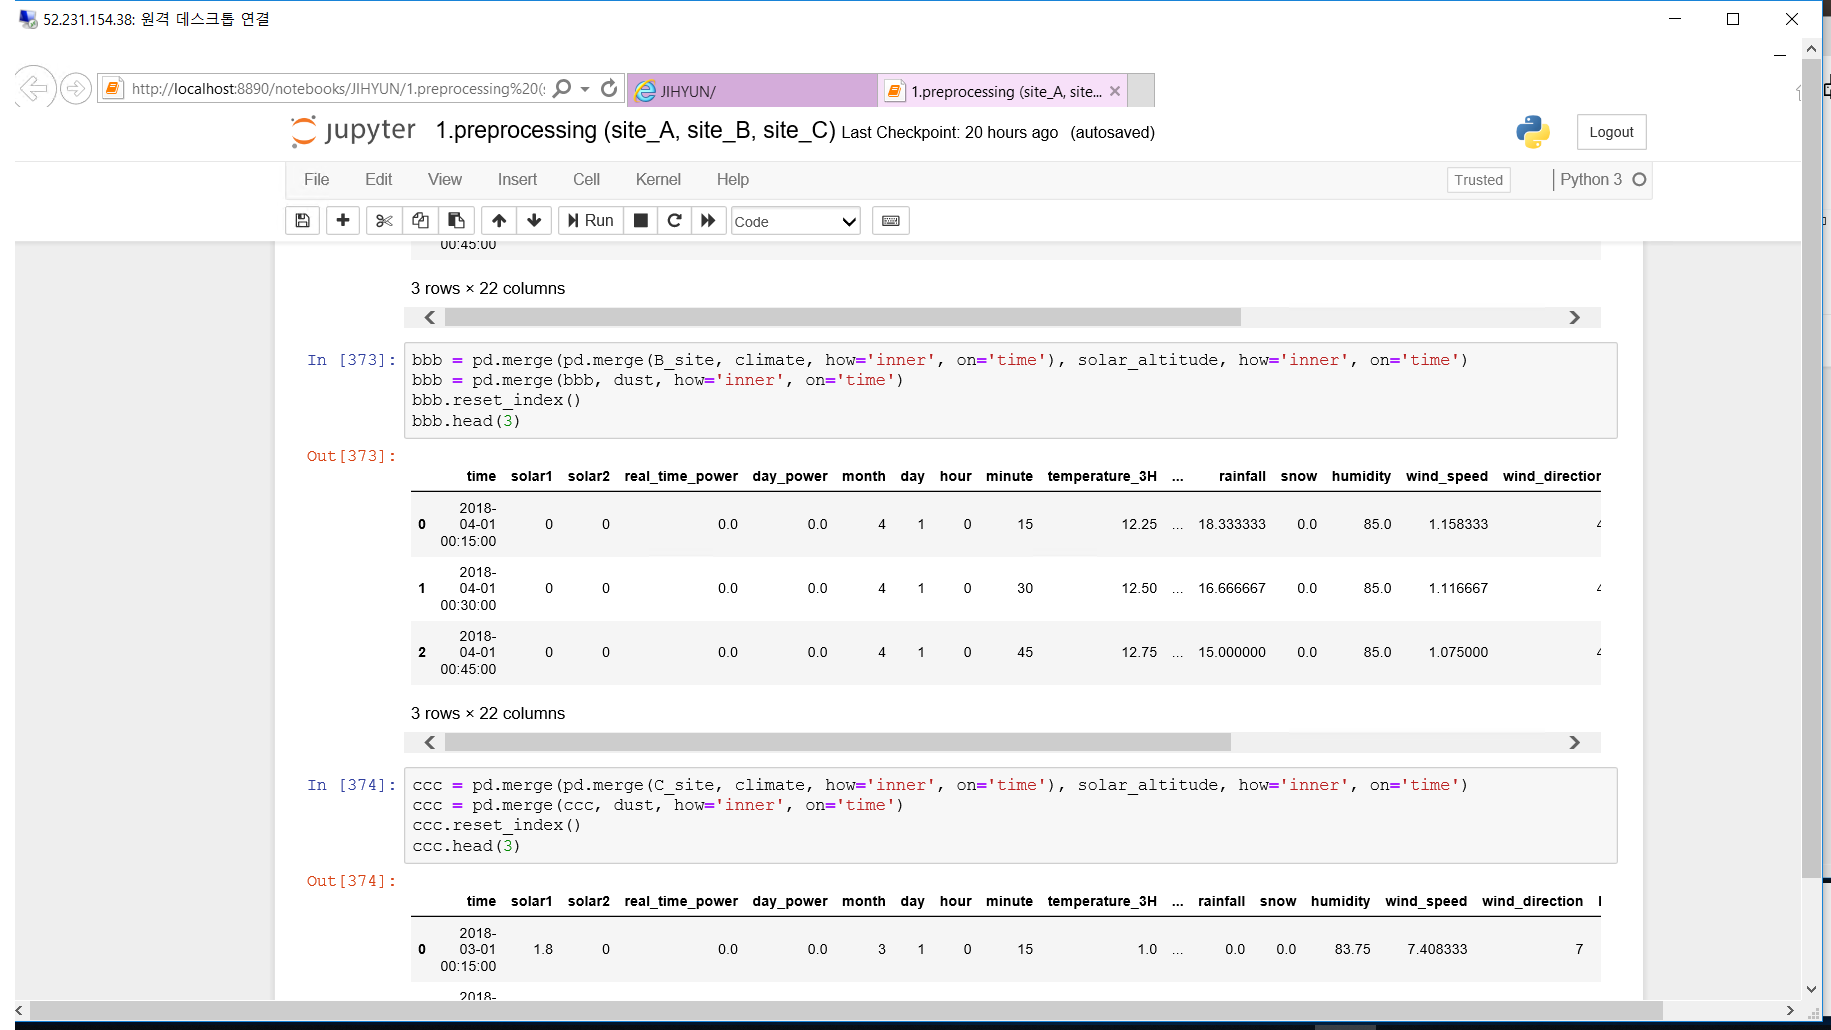 52.231.154.38: 원격 데스크톱 연결
http://localhost:8890/notebooks/JIHYUN/1.preprocessing%20(
JIHYUN/
1.preprocessing (site_A, site...
jupyter 1.preprocessing (site_A, site_B, site_C) Last Checkpoint: 20 hours ago (autosaved)
Logout
File Edit View Insert Cell Kernel Help Trusted Python 3
Run Code
00:45:00
3 rows × 22 columns
In [373]: bbb = pd.merge(pd.merge(B_site, climate, how='inner', on='time'), solar_altitude, how='inner', on='time')
bbb = pd.merge(bbb, dust, how='inner', on='time')
bbb.reset_index()
bbb.head(3)
Out[373]:
time solar1 solar2 real_time_power day_power month day hour minute temperature_3H ... rainfall snow humidity wind_speed wind_direction
0 2018-04-01 00:15:00 0 0 0.0 0.0 4 1 0 15 12.25 ... 18.333333 0.0 85.0 1.158333
1 2018-04-01 00:30:00 0 0 0.0 0.0 4 1 0 30 12.50 ... 16.666667 0.0 85.0 1.116667
2 2018-04-01 00:45:00 0 0 0.0 0.0 4 1 0 45 12.75 ... 15.000000 0.0 85.0 1.075000
3 rows × 22 columns
In [374]: ccc = pd.merge(pd.merge(C_site, climate, how='inner', on='time'), solar_altitude, how='inner', on='time')
ccc = pd.merge(ccc, dust, how='inner', on='time')
ccc.reset_index()
ccc.head(3)
Out[374]:
time solar1 solar2 real_time_power day_power month day hour minute temperature_3H ... rainfall snow humidity wind_speed wind_direction
0 2018-03-01 00:15:00 1.8 0 0.0 0.0 3 1 0 15 1.0 ... 0.0 0.0 83.75 7.408333 7
2018-